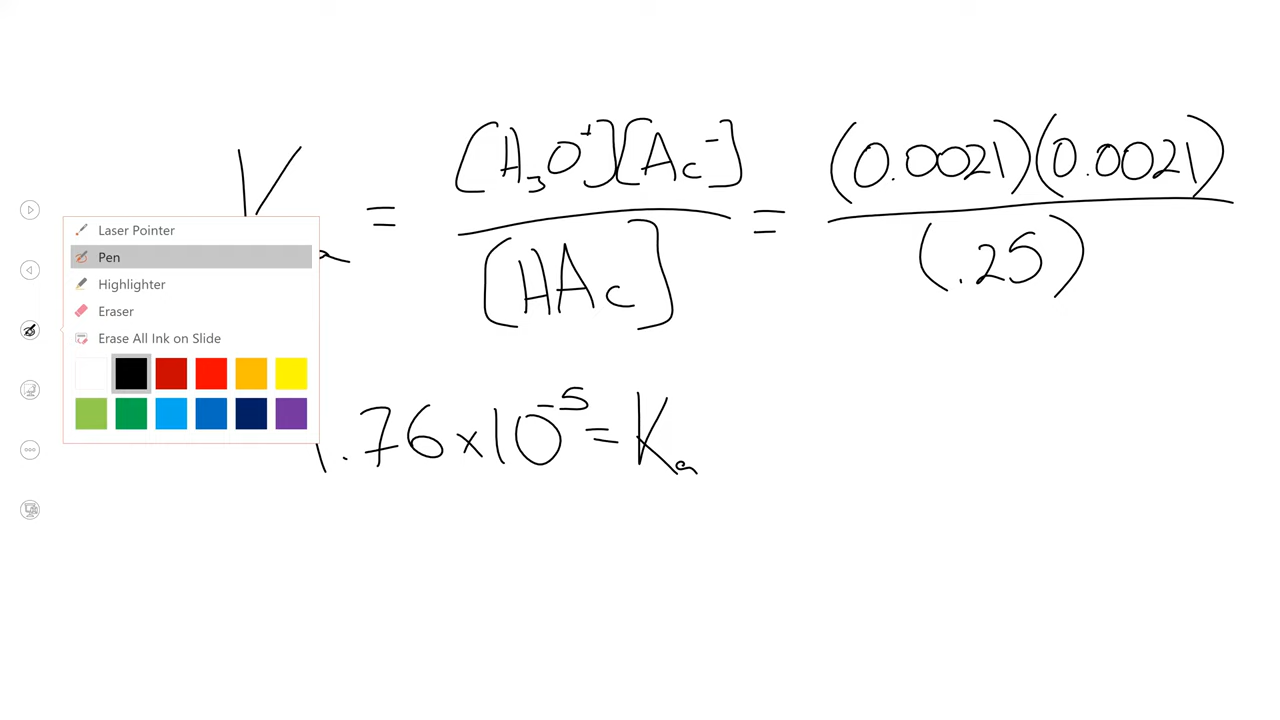 K = [H₃O⁺][Ac⁻] / [HAc] = (0.0021)(0.0021) / (.25)
Laser Pointer
Pen
Highlighter
Eraser
Erase All Ink on Slide
1.76x10⁻⁵ = Kₐ